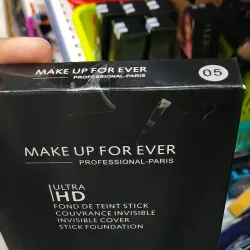 MAKE UP FOR EVER
PROFESSIONAL-PARIS
05
MAKE UP FOR EVER
PROFESSIONAL-PARIS
ULTRA
HD
FOND DE TEINT STICK
COUVRANCE INVISIBLE
INVISIBLE COVER
STICK FOUNDATION